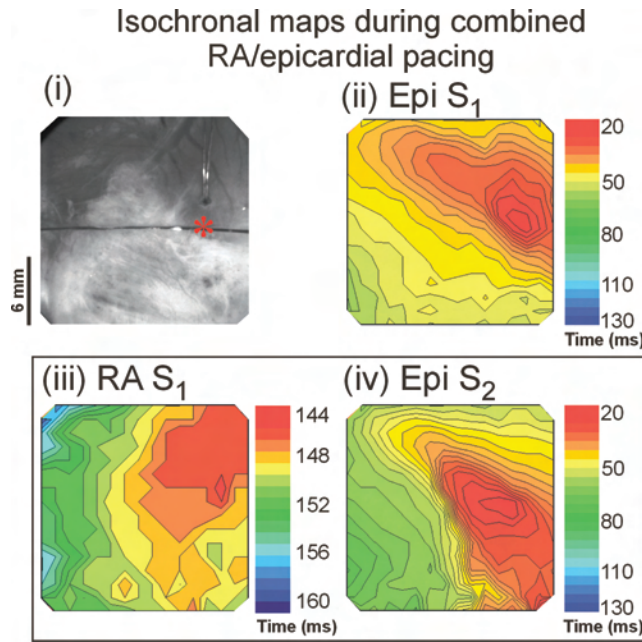 Isochronal maps during combined
RA/epicardial pacing
(i)
6 mm
*
(ii) Epi S₁
20
50
80
110
130
Time (ms)
(iii) RA S₁
144
148
152
156
160
Time (ms)
(iv) Epi S₂
20
50
80
110
130
Time (ms)